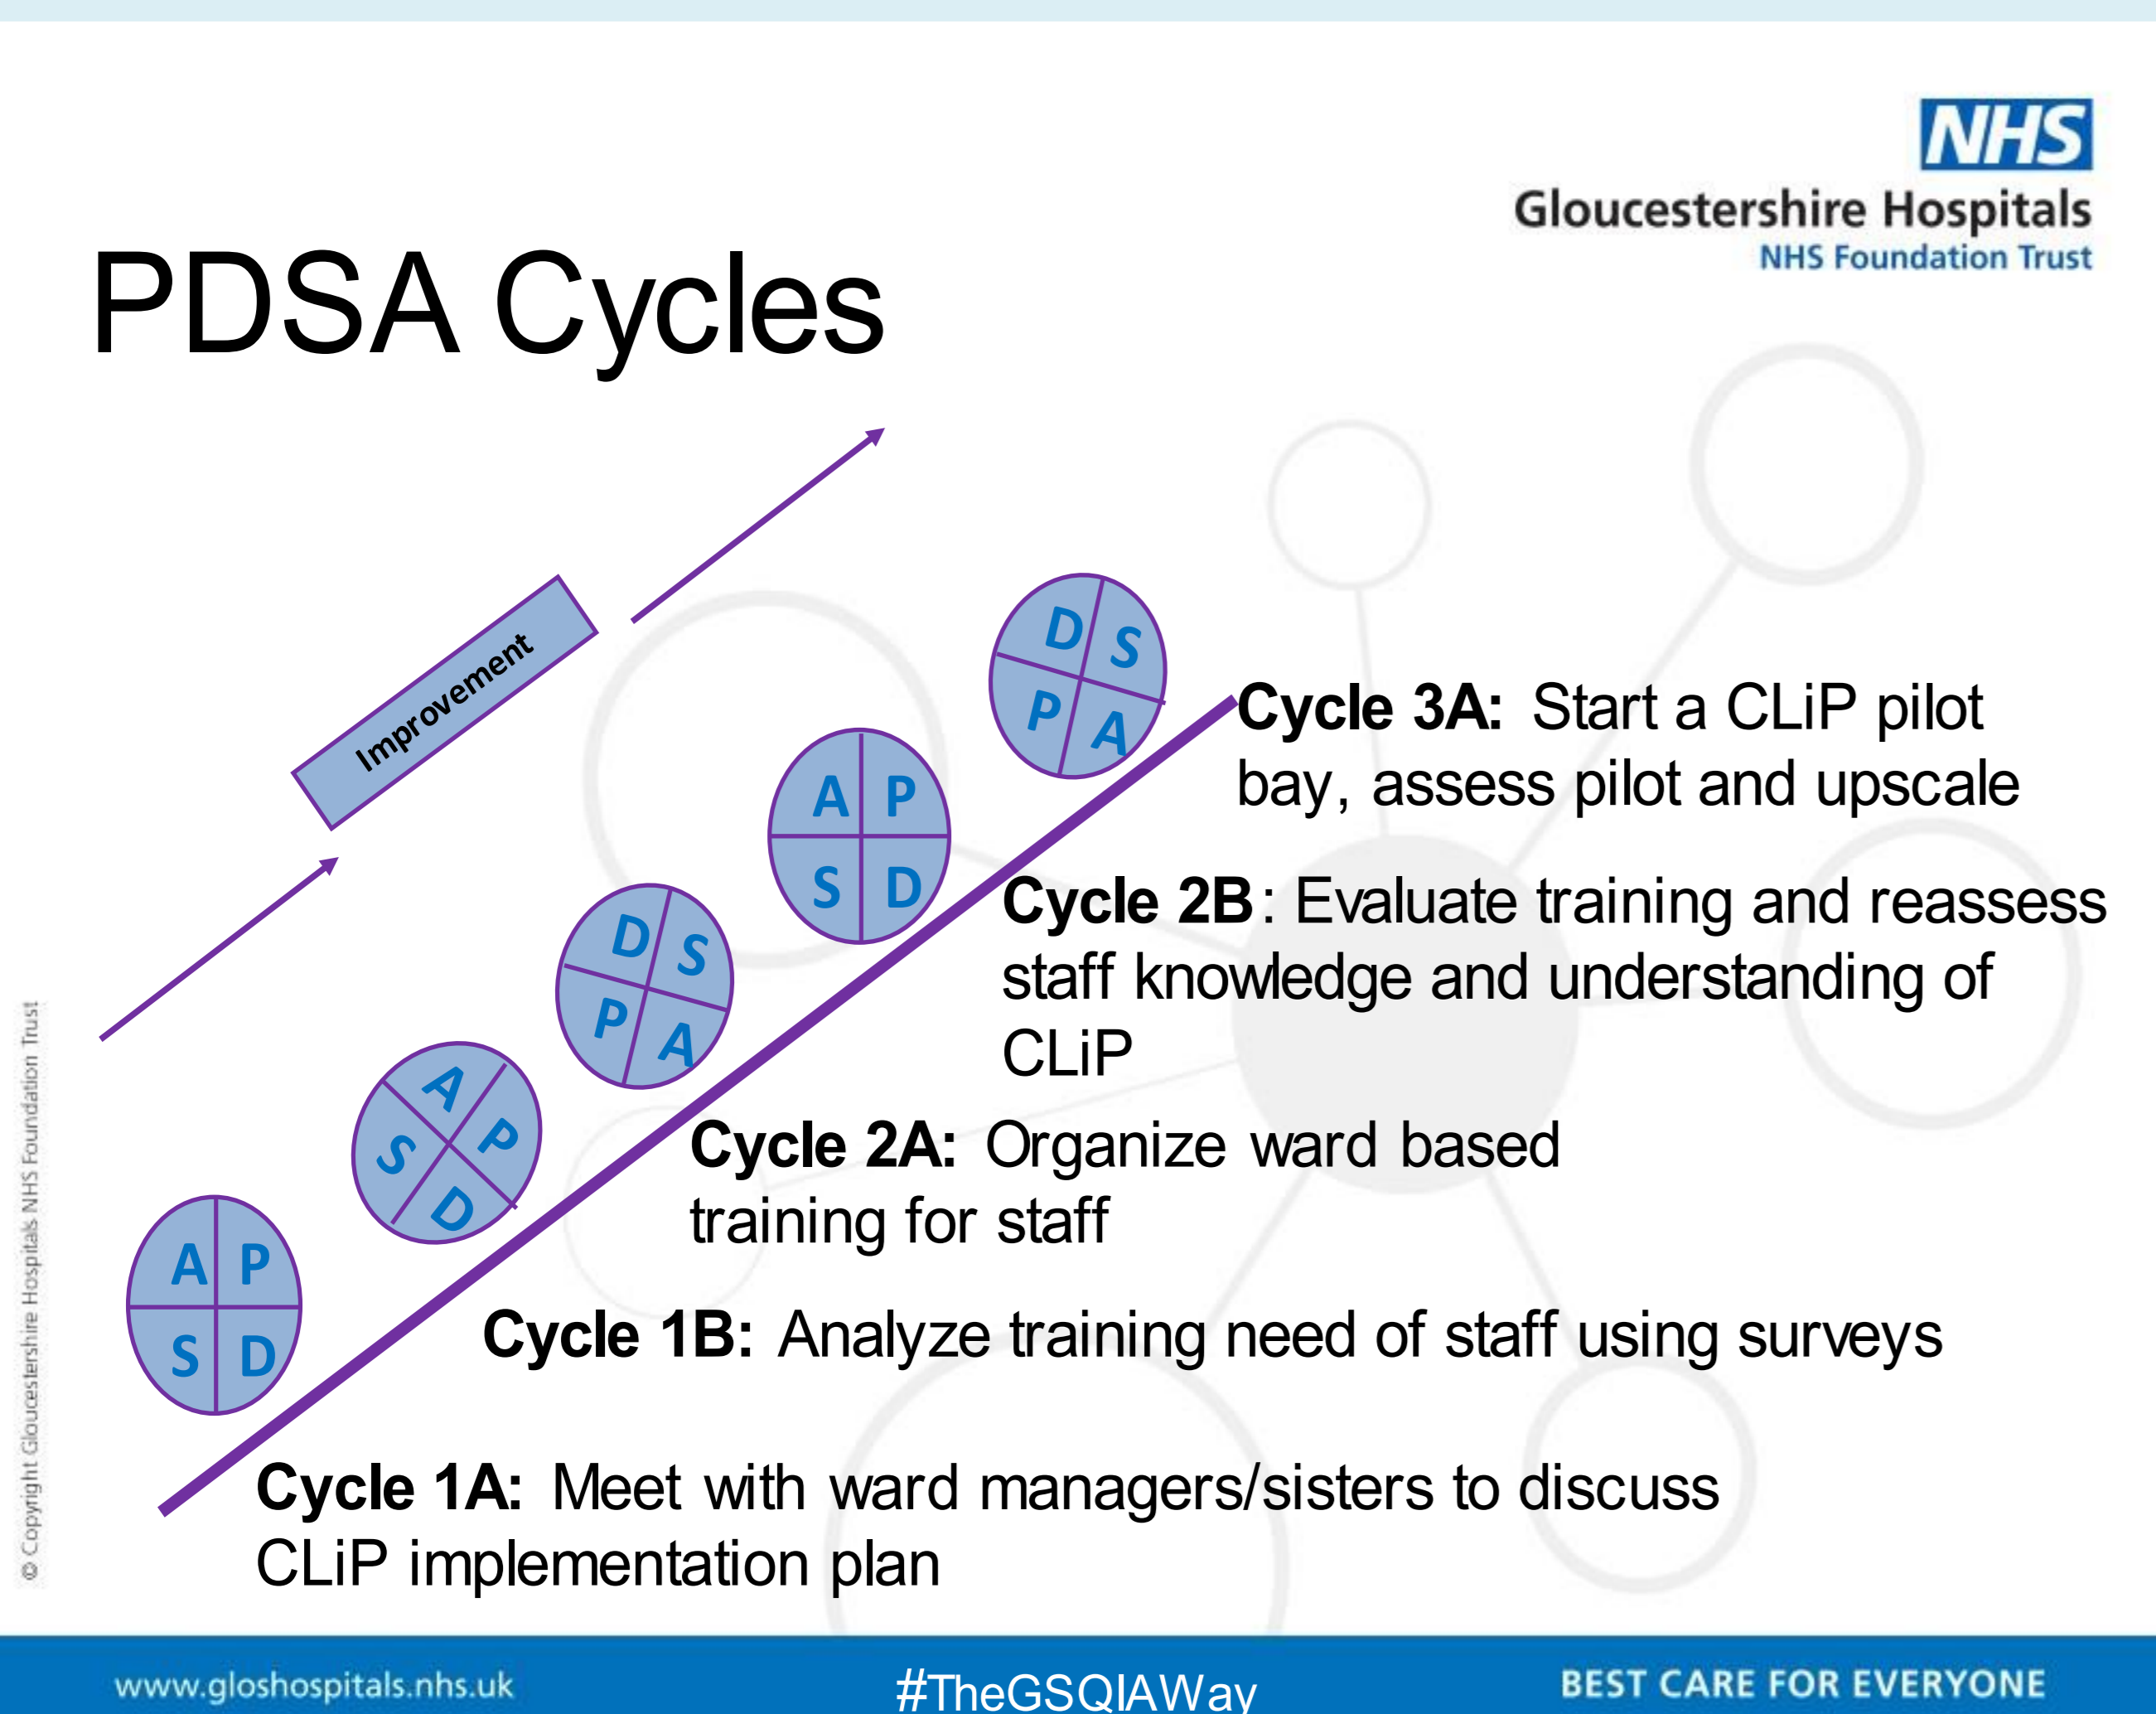 NHS
Gloucestershire Hospitals
NHS Foundation Trust
PDSA Cycles
Improvement
D S
P A
Cycle 3A: Start a CLiP pilot
bay, assess pilot and upscale
A P
S D
Cycle 2B: Evaluate training and reassess
staff knowledge and understanding of
CLiP
D S
P A
Cycle 2A: Organize ward based
training for staff
A P
S D
Cycle 1B: Analyze training need of staff using surveys
A P
S D
Cycle 1A: Meet with ward managers/sisters to discuss
CLiP implementation plan
© Copyright Gloucestershire Hospitals NHS Foundation Trust
www.gloshospitals.nhs.uk
#TheGSQIAWay
BEST CARE FOR EVERYONE